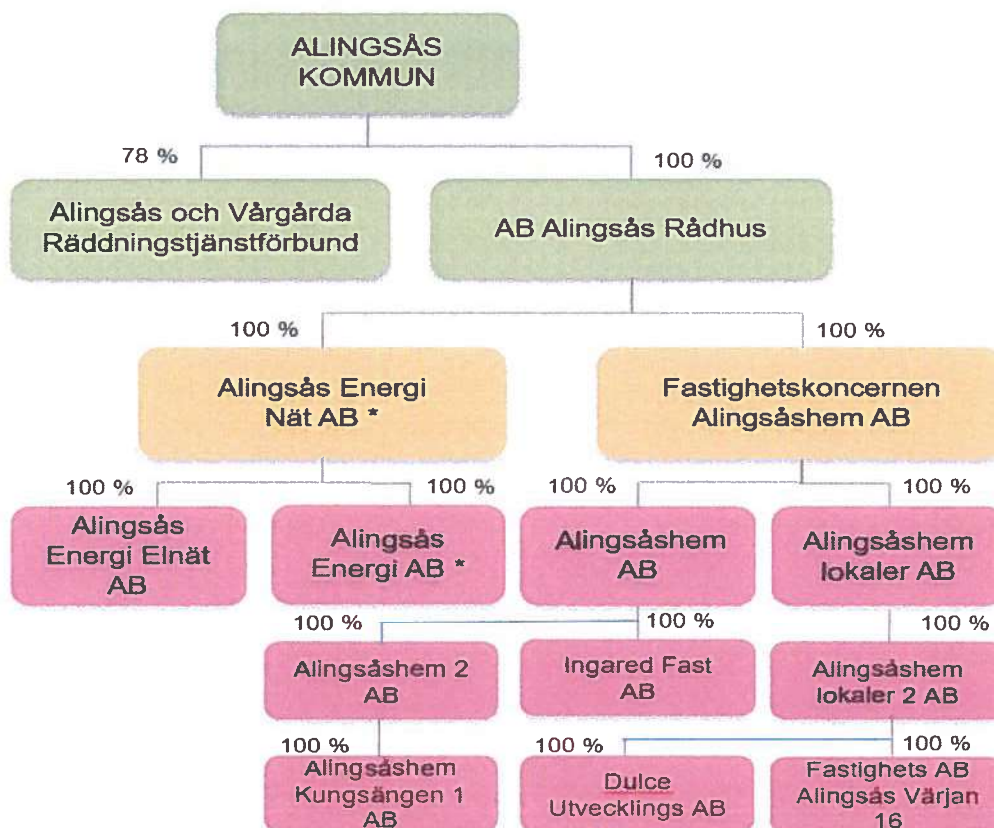 ALINGSÅS
KOMMUN
78 %
100 %
Alingsås och Vårgårda
Räddningstjänstförbund
AB Alingsås Rådhus
100 %
100 %
Alingsås Energi
Nät AB *
Fastighetskoncernen
Alingsåshem AB
100 %
100 %
100 %
100 %
Alingsås
Energi Elnät
AB
Alingsås
Energi AB *
Alingsåshem
AB
Alingsåshem
lokaler AB
100 %
100 %
100 %
Alingsåshem 2
AB
Ingared Fast
AB
Alingsåshem
lokaler 2 AB
100 %
100 %
100 %
Alingsåshem
Kungsängen 1
AB
Dulce
Utvecklings AB
Fastighets AB
Alingsås Värjan
16